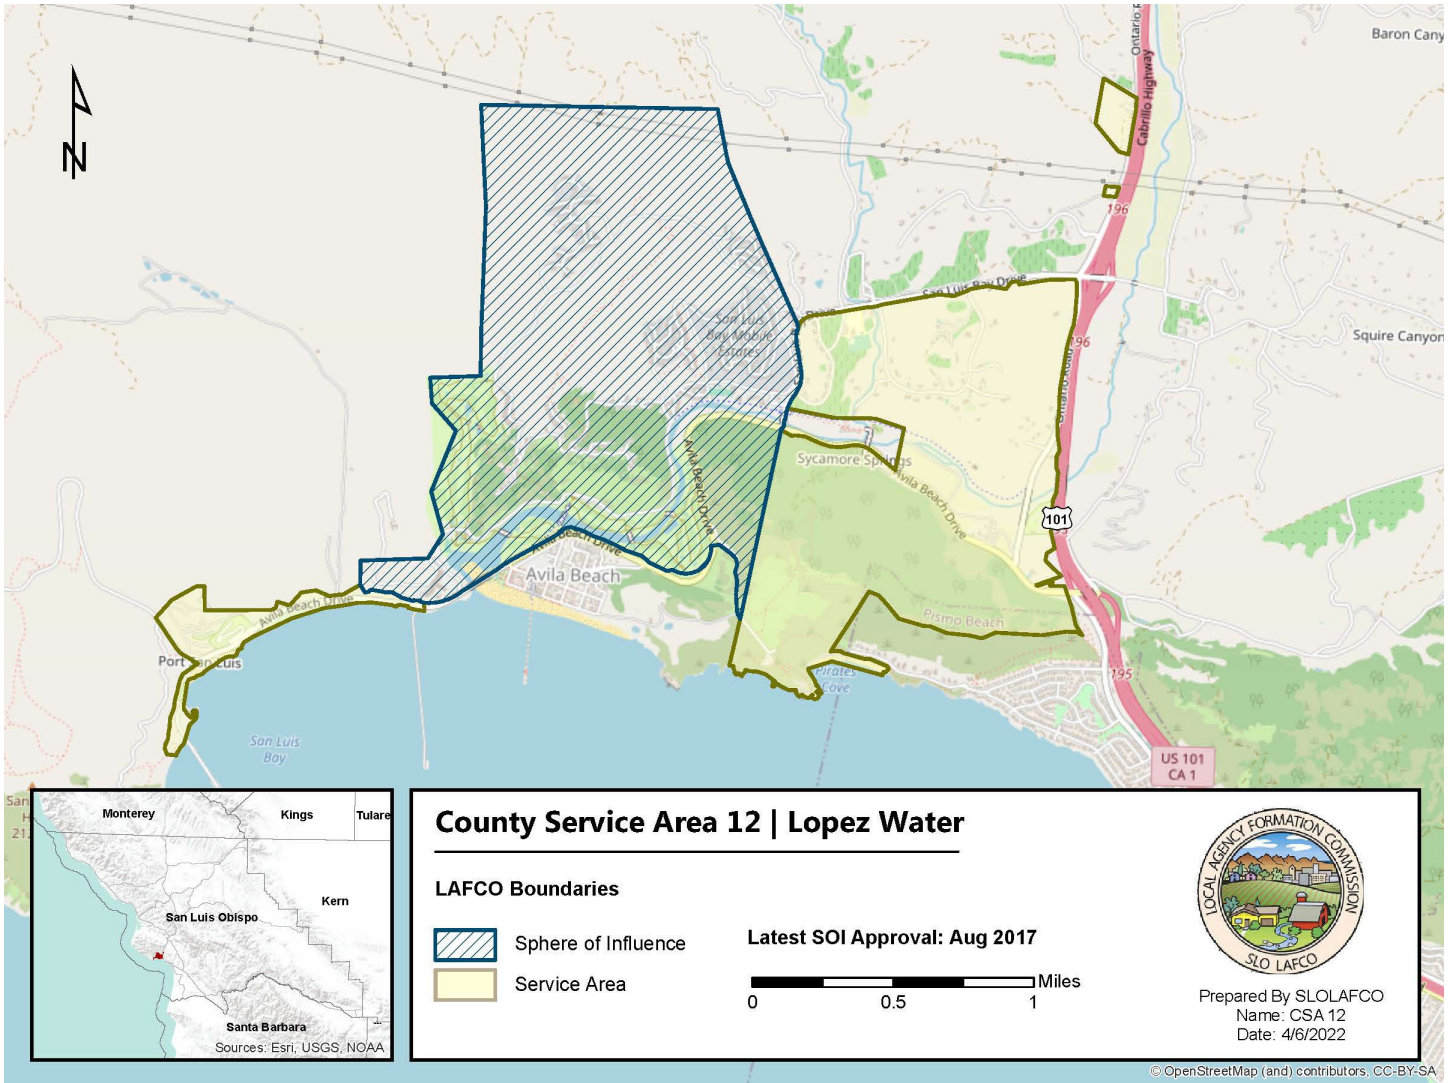 Baron Cany
Cabrillo Highway
196
San Luis Bay Drive
Drive
San Luis
Bay Mobile
Estates
196
Squire Canyon
Ontario Road
Sycamore Springs
Avila Beach Drive
Avila Beach Drive
101
Avila Beach Drive
Avila Beach
Avila Beach Drive
Pismo Beach
Port San Luis
Pirates
Cove
195
San Luis
Bay
US 101
CA 1
N
Monterey
Kings
Tulare
Kern
San Luis Obispo
Santa Barbara
Sources: Esri, USGS, NOAA
County Service Area 12 | Lopez Water
LAFCO Boundaries
Sphere of Influence
Service Area
Latest SOI Approval: Aug 2017
Miles
0 0.5 1
LOCAL AGENCY FORMATION COMMISSION
SLO LAFCO
Prepared By SLOLAFCO
Name: CSA 12
Date: 4/6/2022
© OpenStreetMap (and) contributors, CC-BY-SA